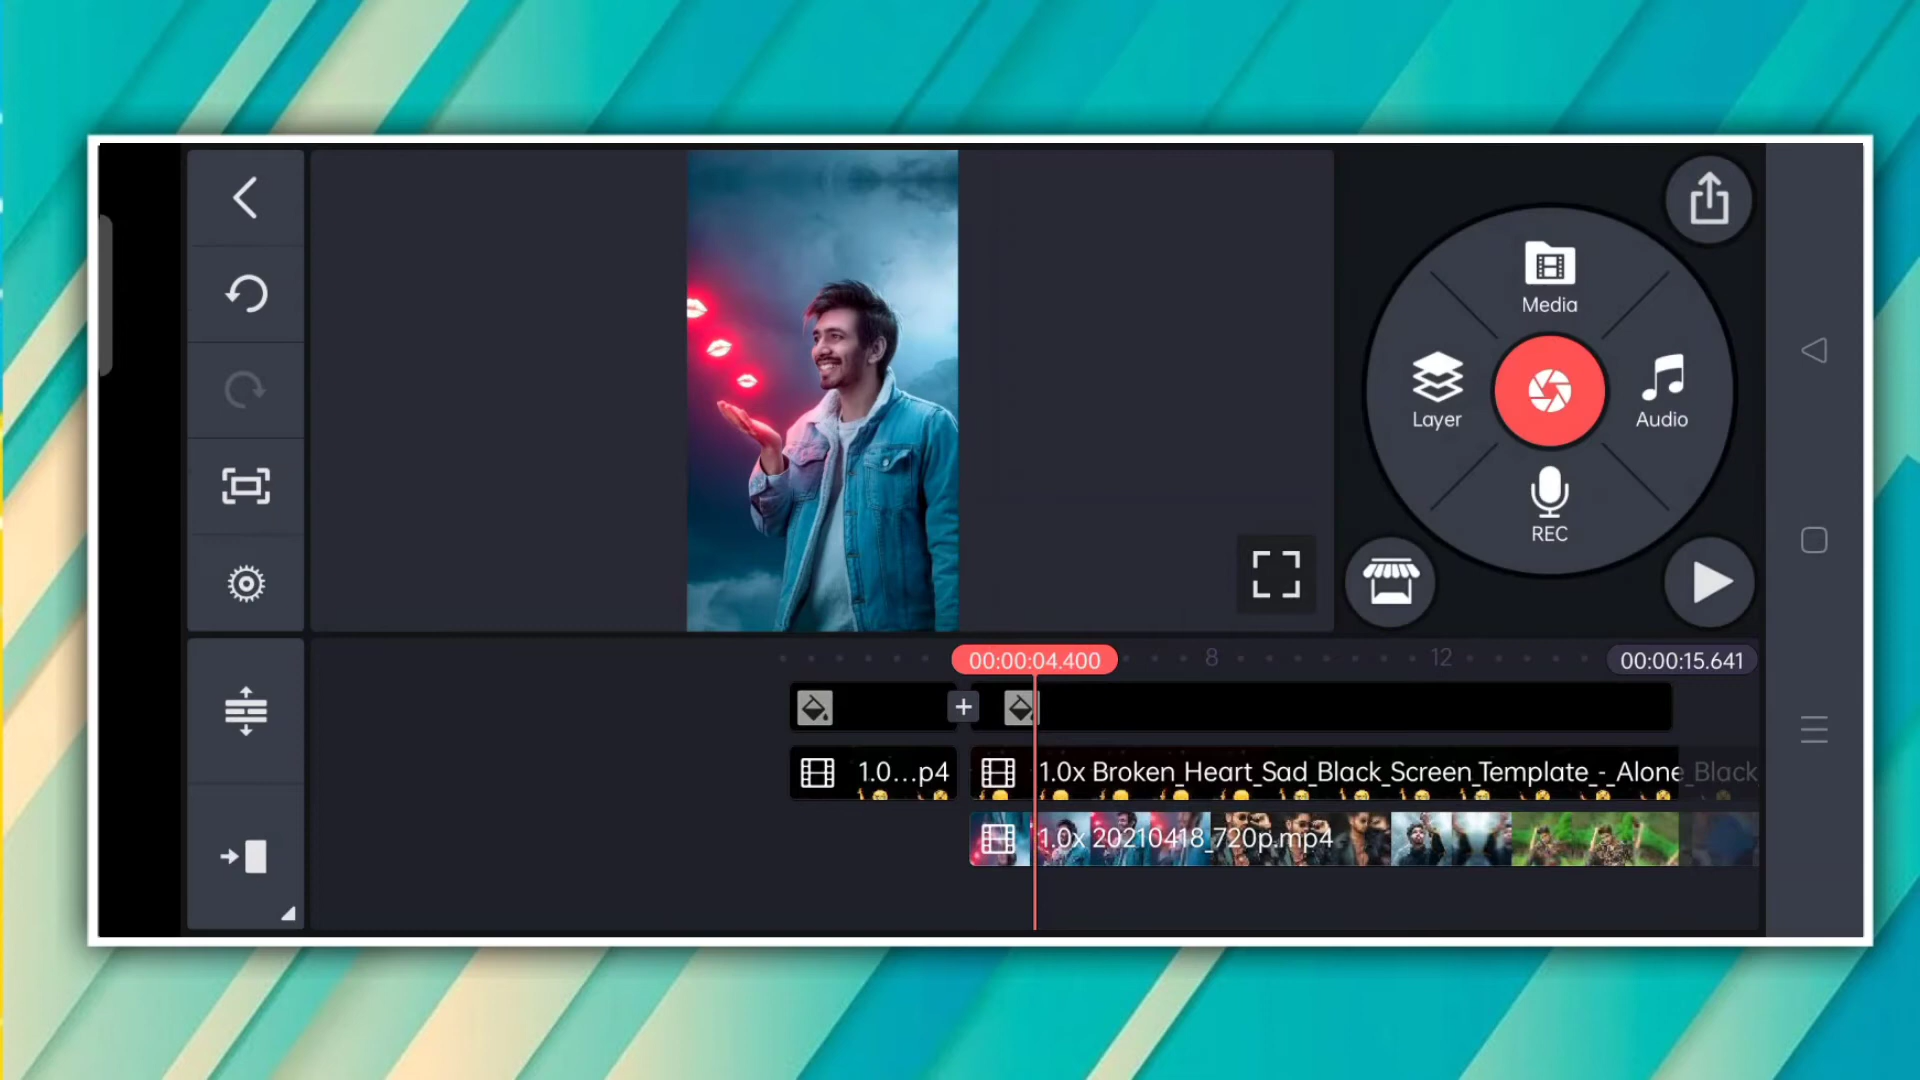 Media
Layer
Audio
REC
00:00:04.400
8
12
00:00:15.641
1.0...p4
1.0x Broken_Heart_Sad_Black_Screen_Template_-_Alone_Black
1.0x 20210418_720p.mp4